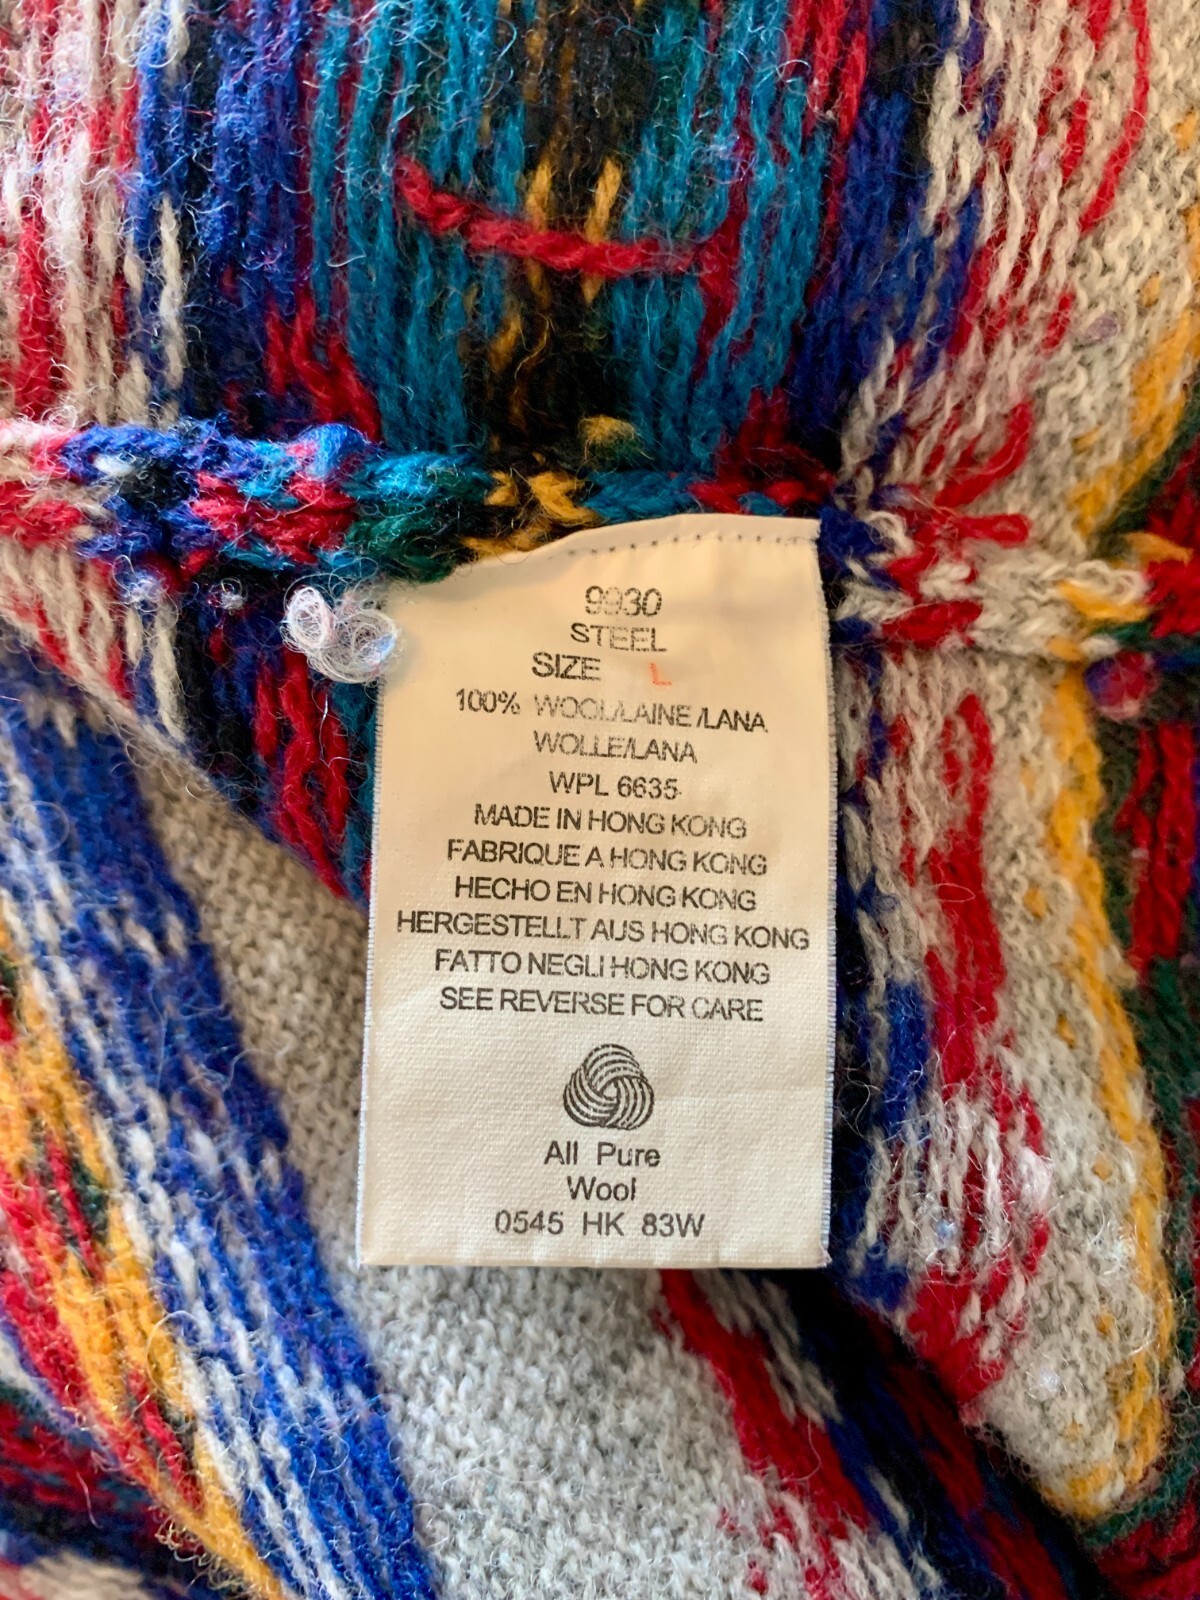 9930
STEEL
SIZE L
100% WOOL/LAINE/LANA
WOLLE/LANA
WPL 6635
MADE IN HONG KONG
FABRIQUE A HONG KONG
HECHO EN HONG KONG
HERGESTELLT AUS HONG KONG
FATTO NEGLI HONG KONG
SEE REVERSE FOR CARE
All Pure
Wool
0545 HK 83W